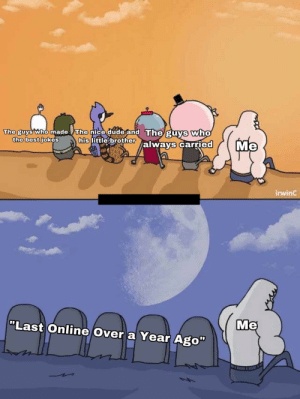 The guys who made
the best jokes
The nice dude and
his little brother
The guys who
always carried
Me
irwinC
"Last Online Over a Year Ago"
Me